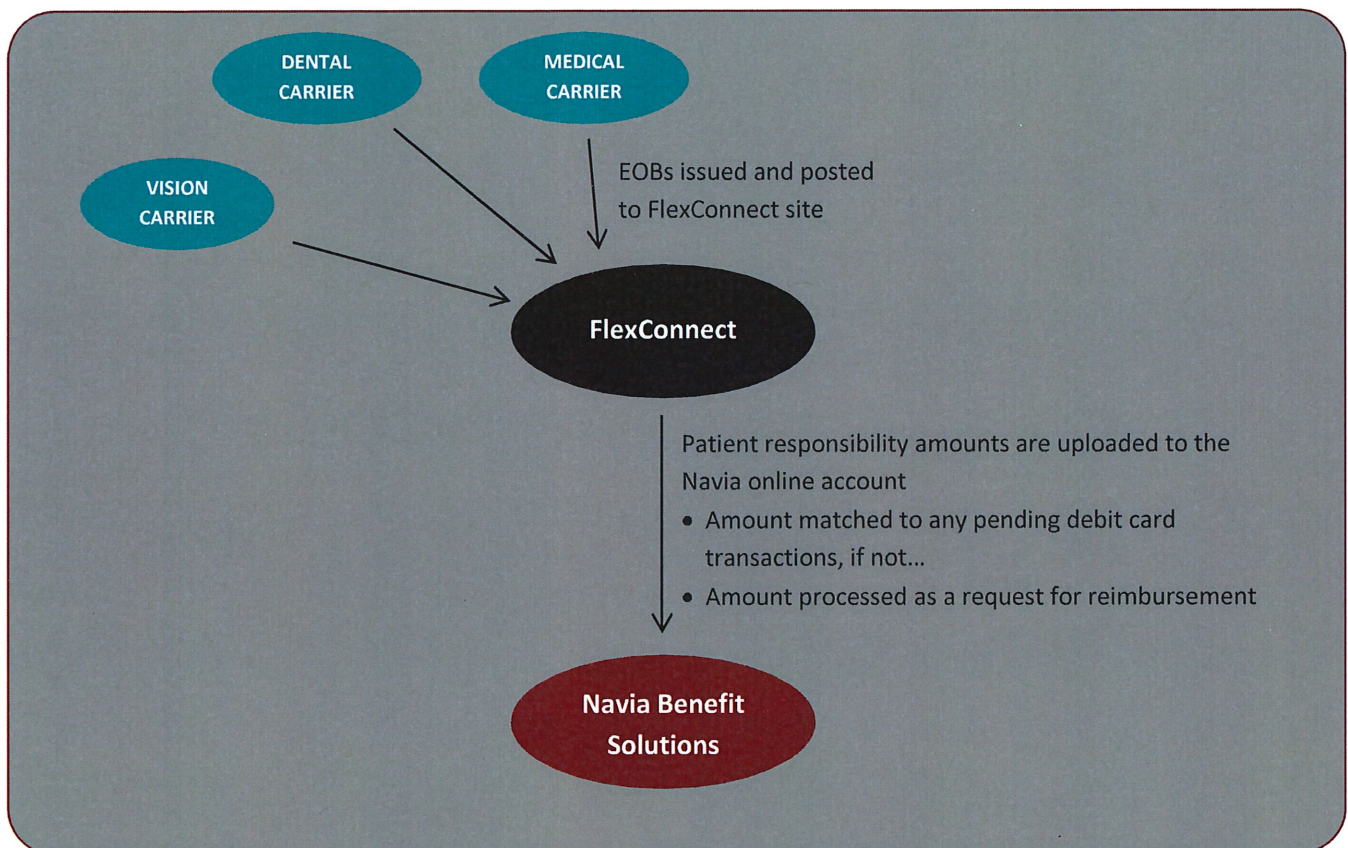 DENTAL
CARRIER
MEDICAL
CARRIER
VISION
CARRIER
EOBs issued and posted
to FlexConnect site
FlexConnect
Patient responsibility amounts are uploaded to the
Navia online account
• Amount matched to any pending debit card
transactions, if not...
• Amount processed as a request for reimbursement
Navia Benefit
Solutions